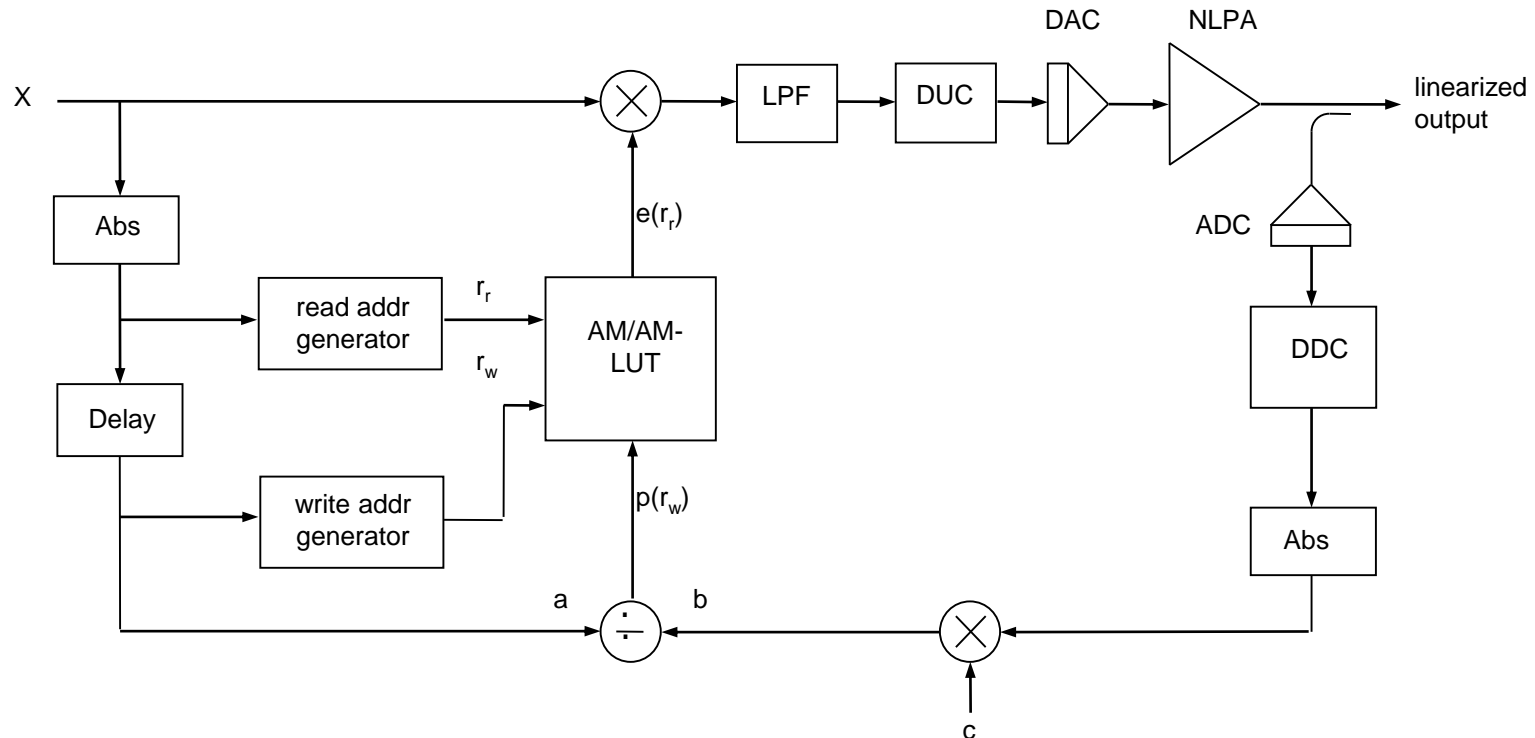 DAC
NLPA
X
LPF
DUC
linearized
output
Abs
e(r_r)
ADC
read addr
generator
r_r
r_w
AM/AM-
LUT
DDC
Delay
write addr
generator
p(r_w)
Abs
a
÷
b
c